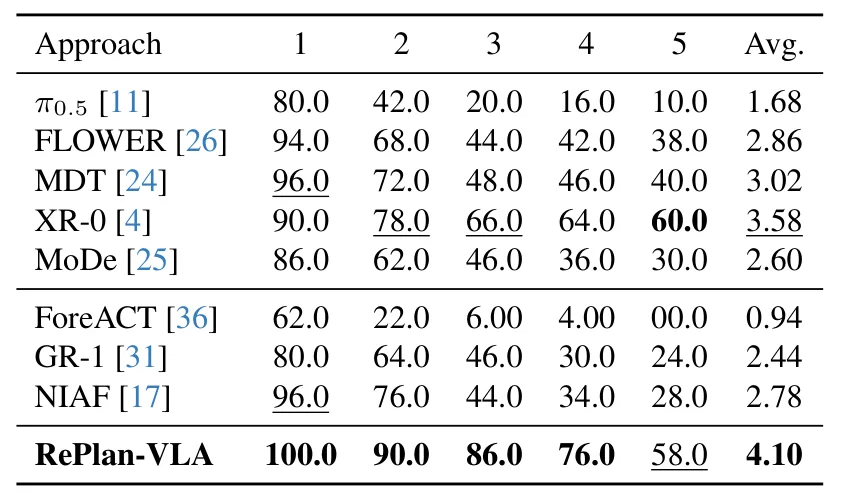 Approach 1 2 3 4 5 Avg.
π0.5 [11] 80.0 42.0 20.0 16.0 10.0 1.68
FLOWER [26] 94.0 68.0 44.0 42.0 38.0 2.86
MDT [24] 96.0 72.0 48.0 46.0 40.0 3.02
XR-0 [4] 90.0 78.0 66.0 64.0 60.0 3.58
MoDe [25] 86.0 62.0 46.0 36.0 30.0 2.60
ForeACT [36] 62.0 22.0 6.00 4.00 00.0 0.94
GR-1 [31] 80.0 64.0 46.0 30.0 24.0 2.44
NIAF [17] 96.0 76.0 44.0 34.0 28.0 2.78
RePlan-VLA 100.0 90.0 86.0 76.0 58.0 4.10